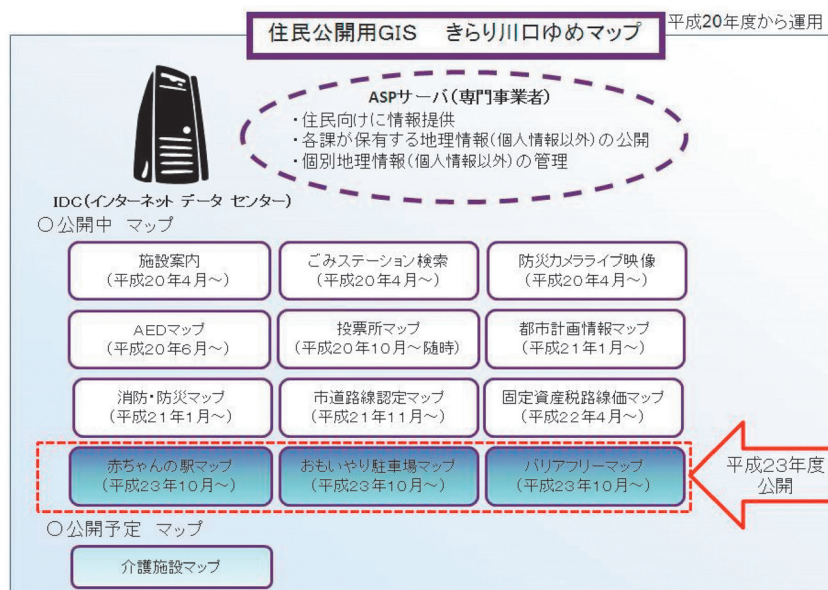 住民公開用GIS　きらり川口ゆめマップ
平成20年度から運用
ASPサーバ(専門事業者)
・住民向けに情報提供
・各課が保有する地理情報(個人情報以外)の公開
・個別地理情報(個人情報以外)の管理
IDC(インターネット データ センター)
○公開中 マップ
施設案内
(平成20年4月～)
ごみステーション検索
(平成20年4月～)
防災カメラライブ映像
(平成20年4月～)
AEDマップ
(平成20年6月～)
投票所マップ
(平成20年10月～随時)
都市計画情報マップ
(平成21年1月～)
消防・防災マップ
(平成21年1月～)
市道路線認定マップ
(平成21年11月～)
固定資産税路線価マップ
(平成22年4月～)
赤ちゃんの駅マップ
(平成23年10月～)
おもいやり駐車場マップ
(平成23年10月～)
バリアフリーマップ
(平成23年10月～)
平成23年度
公開
○公開予定 マップ
介護施設マップ